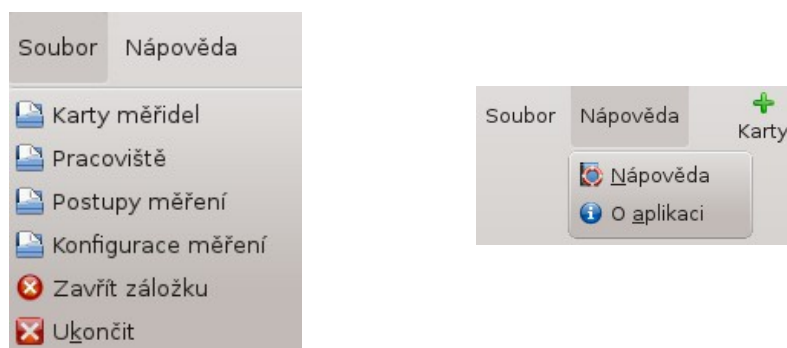 Soubor Nápověda
Karty měřidel
Pracoviště
Postupy měření
Konfigurace měření
Zavřít záložku
Ukončit
Soubor Nápověda Karty
Nápověda
O aplikaci